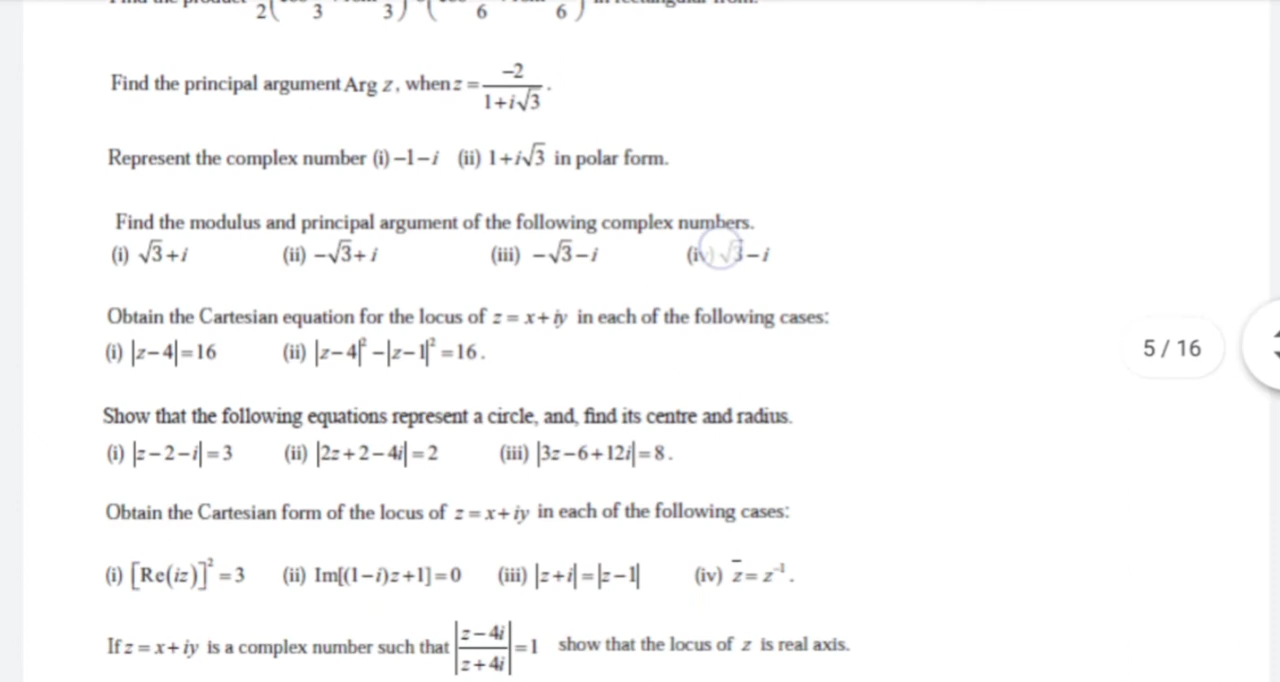 2 3 3 6 6
Find the principal argument Arg z, when z = -2 / (1+i√3).
Represent the complex number (i) −1−i (ii) 1+i√3 in polar form.
Find the modulus and principal argument of the following complex numbers.
(i) √3+i (ii) −√3+i (iii) −√3−i (iv) √3−i
Obtain the Cartesian equation for the locus of z = x+iy in each of the following cases:
(i) |z−4|=16 (ii) |z−4|²−|z−1|²=16.
5 / 16
Show that the following equations represent a circle, and, find its centre and radius.
(i) |z−2−i|=3 (ii) |2z+2−4i|=2 (iii) |3z−6+12i|=8.
Obtain the Cartesian form of the locus of z=x+iy in each of the following cases:
(i) [Re(iz)]²=3 (ii) Im[(1−i)z+1]=0 (iii) |z+i|=|z−1| (iv) z̅=z⁻¹.
If z=x+iy is a complex number such that |(z−4i)/(z+4i)|=1 show that the locus of z is real axis.